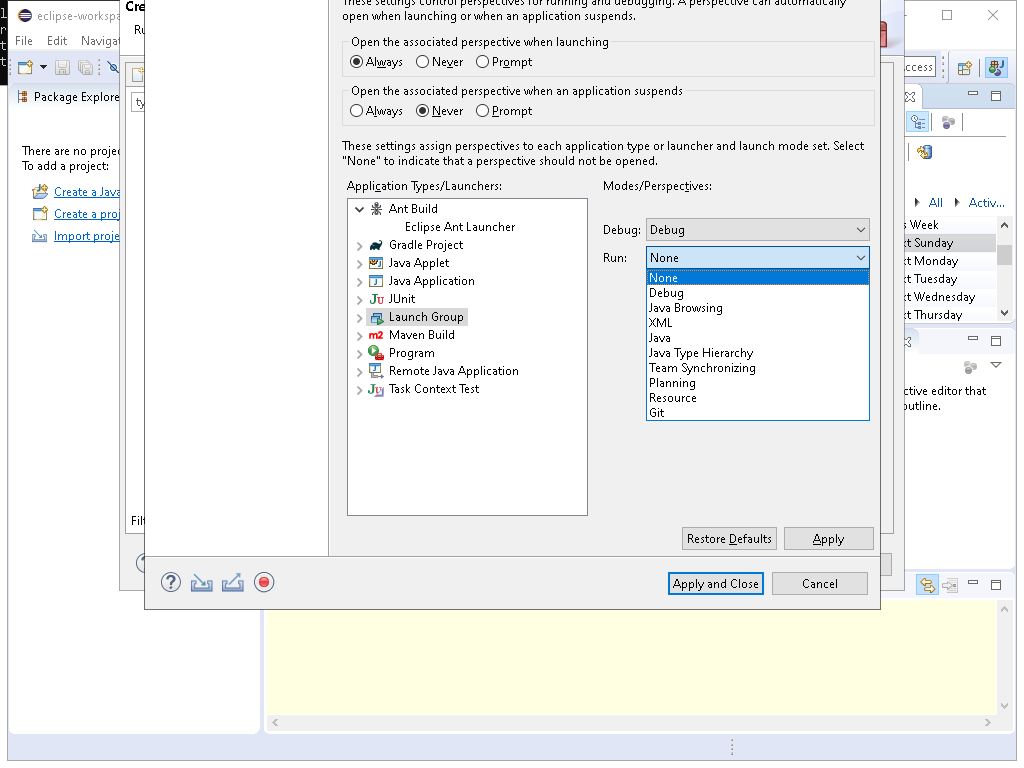 eclipse-workspa
File Edit Navigat
Package Explore
There are no proje
To add a project:
Create a Java
Create a proj
Import proje
Cre
Ru
ty
Filt
These settings control perspectives for running and debugging. A perspective can automatically
open when launching or when an application suspends.
Open the associated perspective when launching
Always Never Prompt
Open the associated perspective when an application suspends
Always Never Prompt
These settings assign perspectives to each application type or launcher and launch mode set. Select
"None" to indicate that a perspective should not be opened.
Application Types/Launchers:
Ant Build
Eclipse Ant Launcher
Gradle Project
Java Applet
Java Application
JUnit
Launch Group
Maven Build
Program
Remote Java Application
Task Context Test
Modes/Perspectives:
Debug: Debug
Run: None
None
Debug
Java Browsing
XML
Java
Java Type Hierarchy
Team Synchronizing
Planning
Resource
Git
Restore Defaults Apply
Apply and Close Cancel
ccess
All Activ...
s Week
xt Sunday
xt Monday
xt Tuesday
xt Wednesday
xt Thursday
ctive editor that
outline.